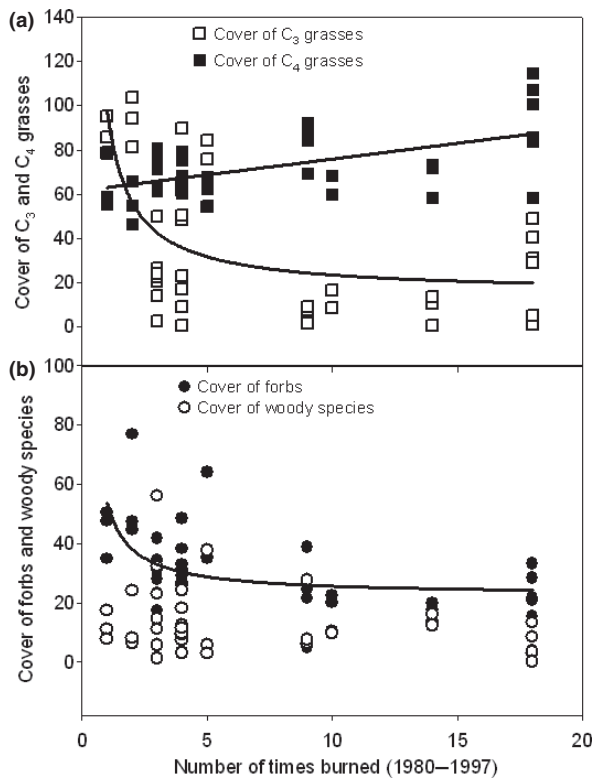 (a)
Cover of C₃ grasses
Cover of C₄ grasses
Cover of C₃ and C₄ grasses
140
120
100
80
60
40
20
0
(b)
Cover of forbs
Cover of woody species
Cover of forbs and woody species
100
80
60
40
20
0
0
5
10
15
20
Number of times burned (1980–1997)